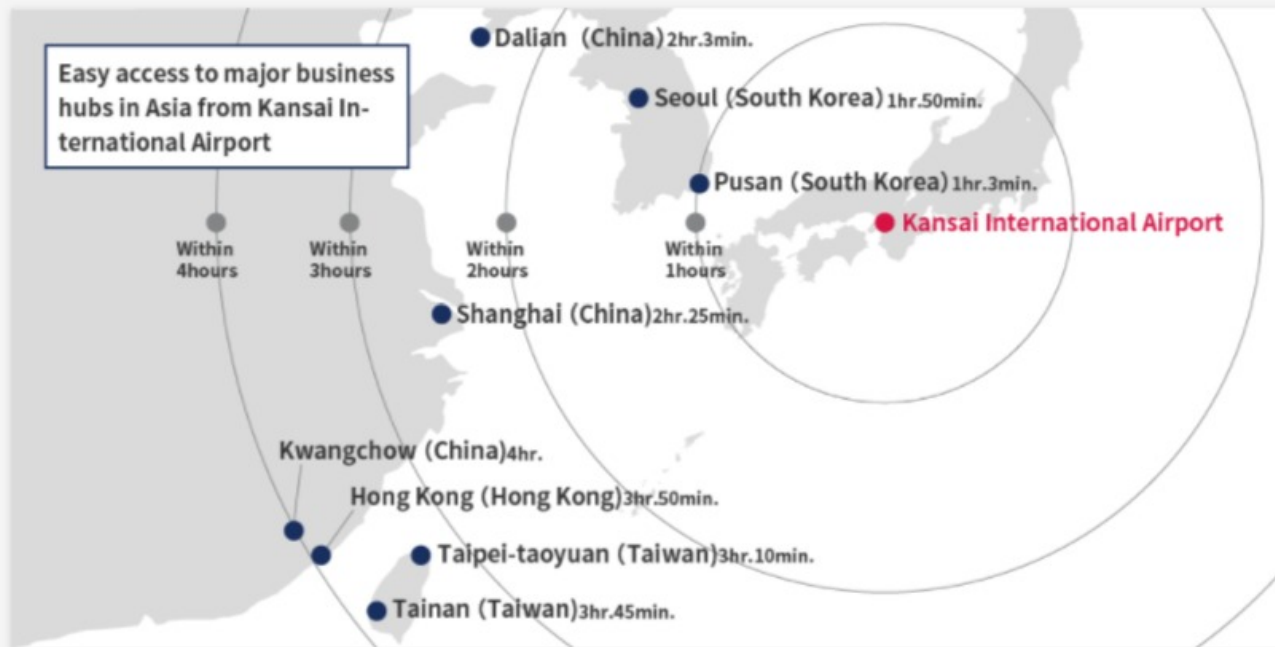 Easy access to major business
hubs in Asia from Kansai In-
ternational Airport
Dalian (China) 2hr.3min.
Seoul (South Korea) 1hr.50min.
Pusan (South Korea) 1hr.3min.
Kansai International Airport
Within
4hours
Within
3hours
Within
2hours
Within
1hours
Shanghai (China) 2hr.25min.
Kwangchow (China) 4hr.
Hong Kong (Hong Kong) 3hr.50min.
Taipei-taoyuan (Taiwan) 3hr.10min.
Tainan (Taiwan) 3hr.45min.